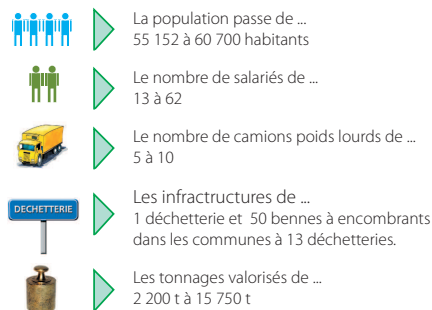 La population passe de ...
55 152 à 60 700 habitants
Le nombre de salariés de ...
13 à 62
Le nombre de camions poids lourds de ...
5 à 10
DECHETTERIE
Les infractructures de ...
1 déchetterie et 50 bennes à encombrants
dans les communes à 13 déchetteries.
Les tonnages valorisés de ...
2 200 t à 15 750 t